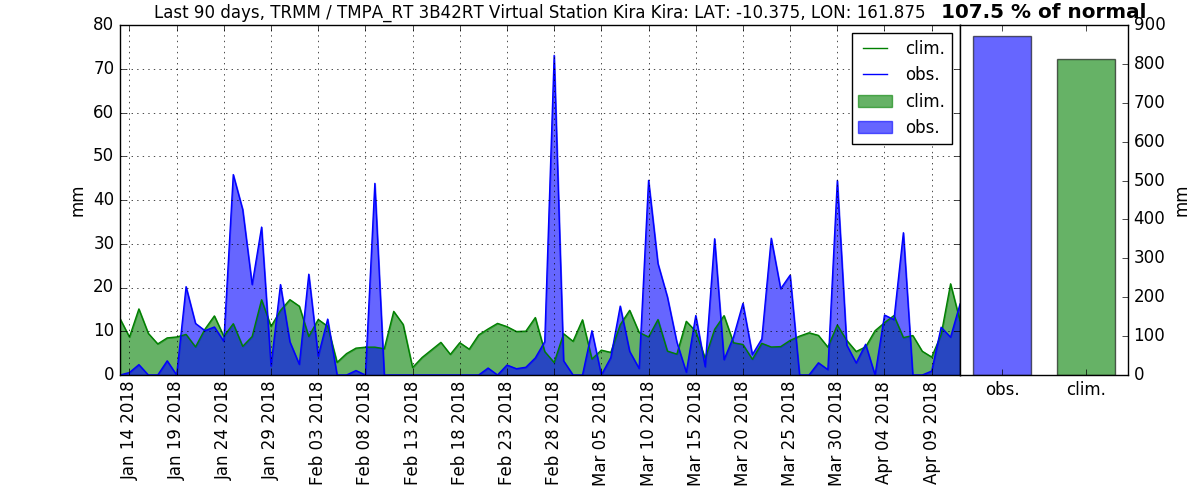 Last 90 days, TRMM / TMPA_RT 3B42RT Virtual Station Kira Kira: LAT: -10.375, LON: 161.875 107.5 % of normal
80
70
60
50
40
30
20
10
0
mm
clim.
obs.
clim.
obs.
900
800
700
600
500
400
300
200
100
0
mm
obs. clim.
Jan 14 2018
Jan 19 2018
Jan 24 2018
Jan 29 2018
Feb 03 2018
Feb 08 2018
Feb 13 2018
Feb 18 2018
Feb 23 2018
Feb 28 2018
Mar 05 2018
Mar 10 2018
Mar 15 2018
Mar 20 2018
Mar 25 2018
Mar 30 2018
Apr 04 2018
Apr 09 2018